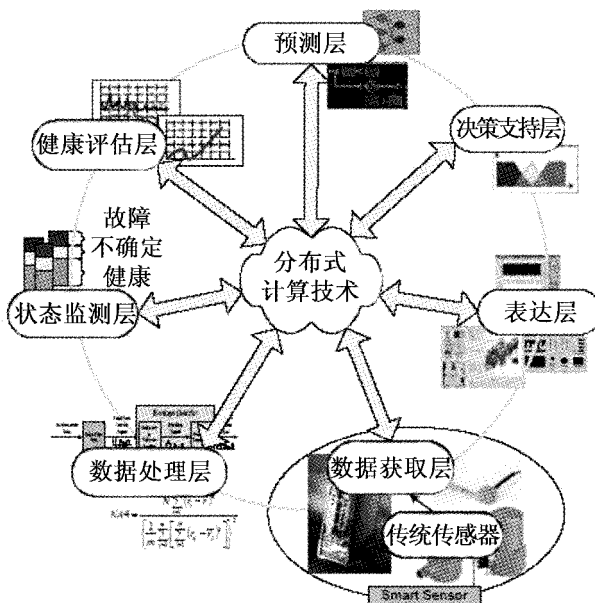 预测层
健康评估层
决策支持层
故障
不确定
健康
分布式
计算技术
状态监测层
表达层
数据处理层
数据获取层
传统传感器
Smart Sensor